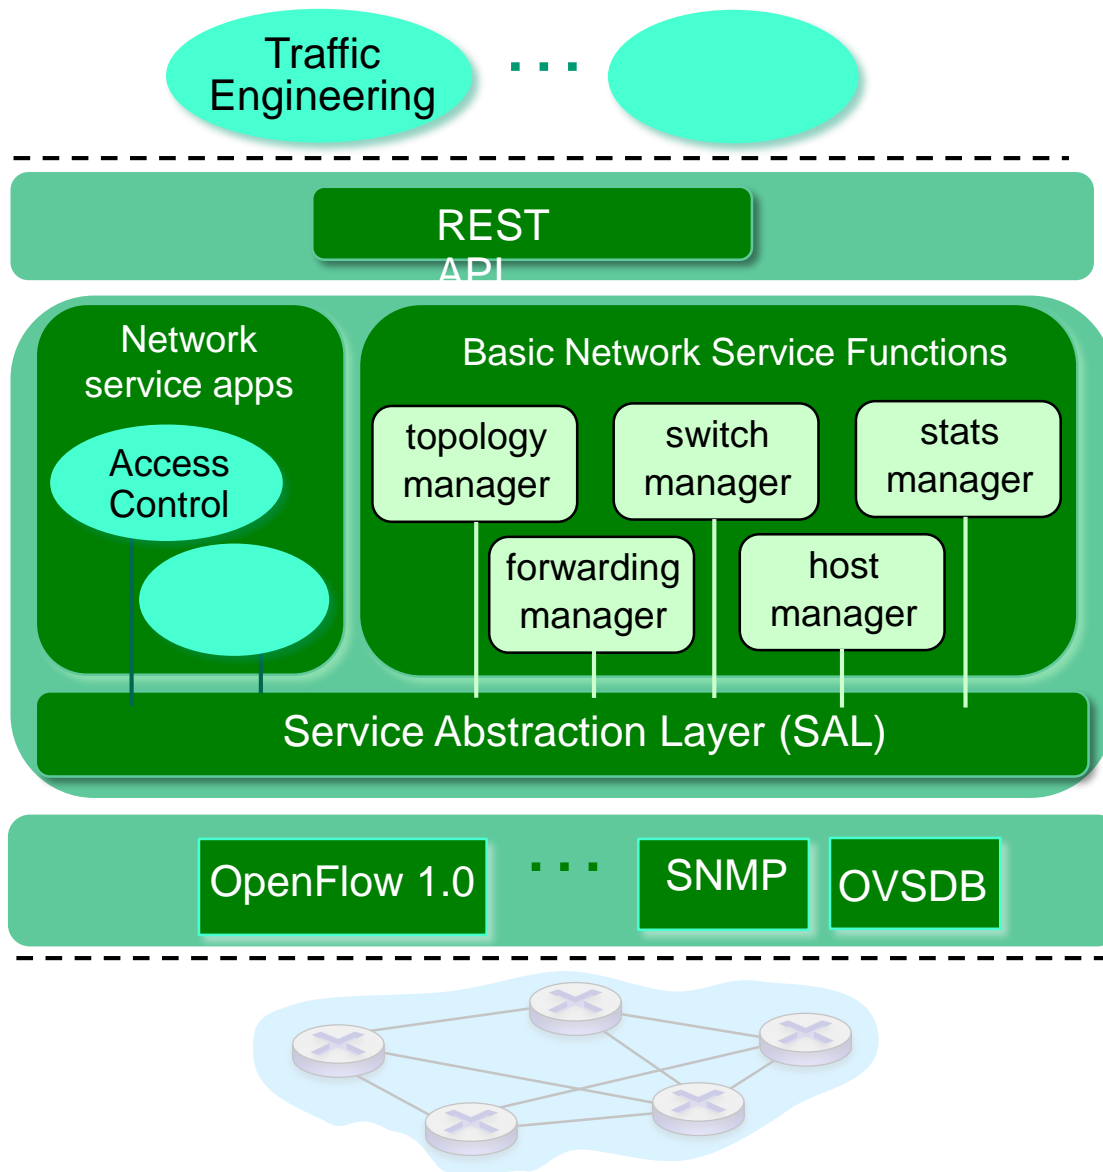 Traffic
Engineering
REST
API
Network
service apps
Basic Network Service Functions
Access
Control
topology
manager
switch
manager
stats
manager
forwarding
manager
host
manager
Service Abstraction Layer (SAL)
OpenFlow 1.0
SNMP
OVSDB